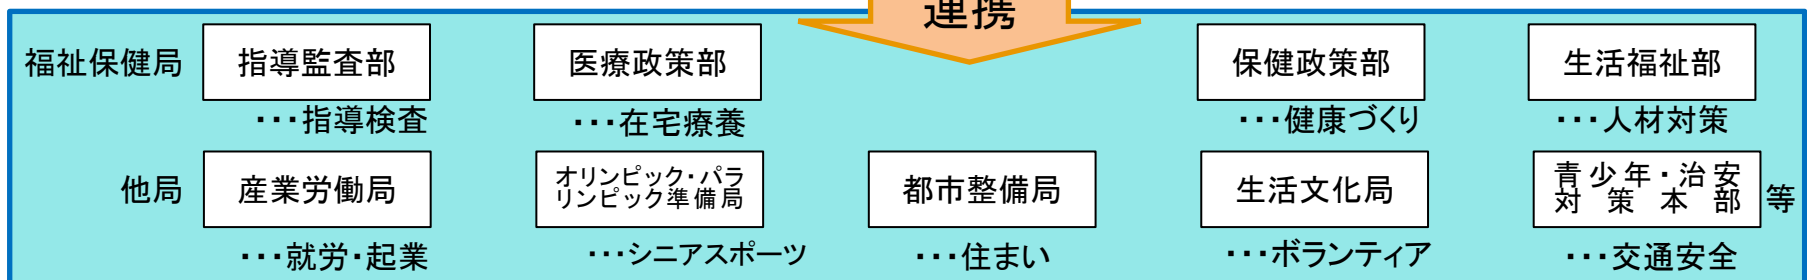 連携
福祉保健局 指導監査部 医療政策部 保健政策部 生活福祉部
・・・指導検査 ・・・在宅療養 ・・・健康づくり ・・・人材対策
他局 産業労働局 オリンピック・パラ
リンピック準備局 都市整備局 生活文化局 青少年・治安
対策本部 等
・・・就労・起業 ・・・シニアスポーツ ・・・住まい ・・・ボランティア ・・・交通安全